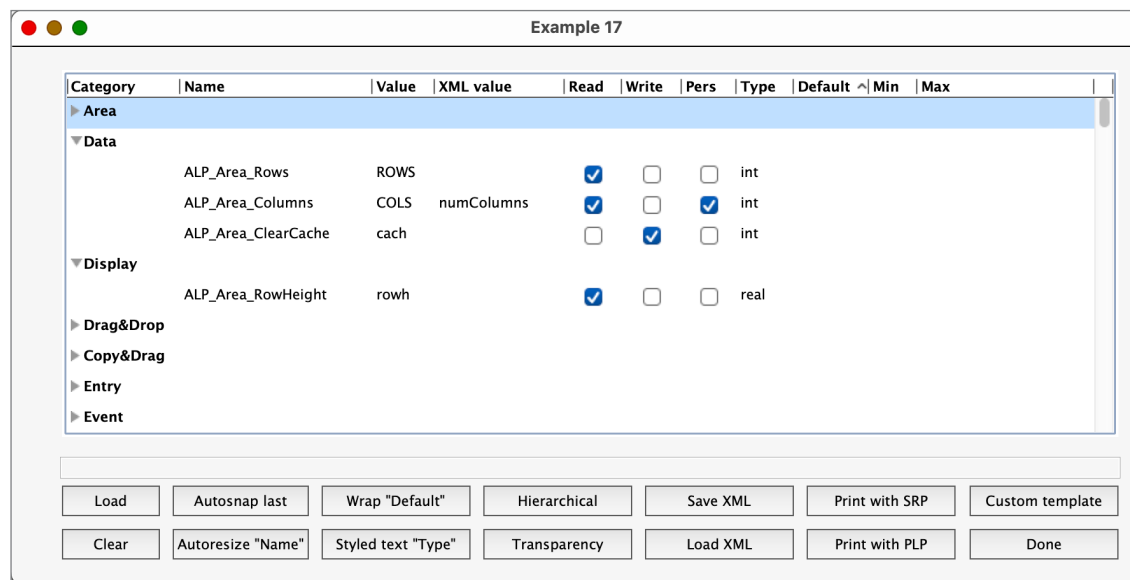 Example 17
Category Name Value XML value Read Write Pers Type Default Min Max
Area
Data
ALP_Area_Rows ROWS int
ALP_Area_Columns COLS numColumns int
ALP_Area_ClearCache cach int
Display
ALP_Area_RowHeight rowh real
Drag&Drop
Copy&Drag
Entry
Event
Load Autosnap last Wrap "Default" Hierarchical Save XML Print with SRP Custom template
Clear Autoresize "Name" Styled text "Type" Transparency Load XML Print with PLP Done